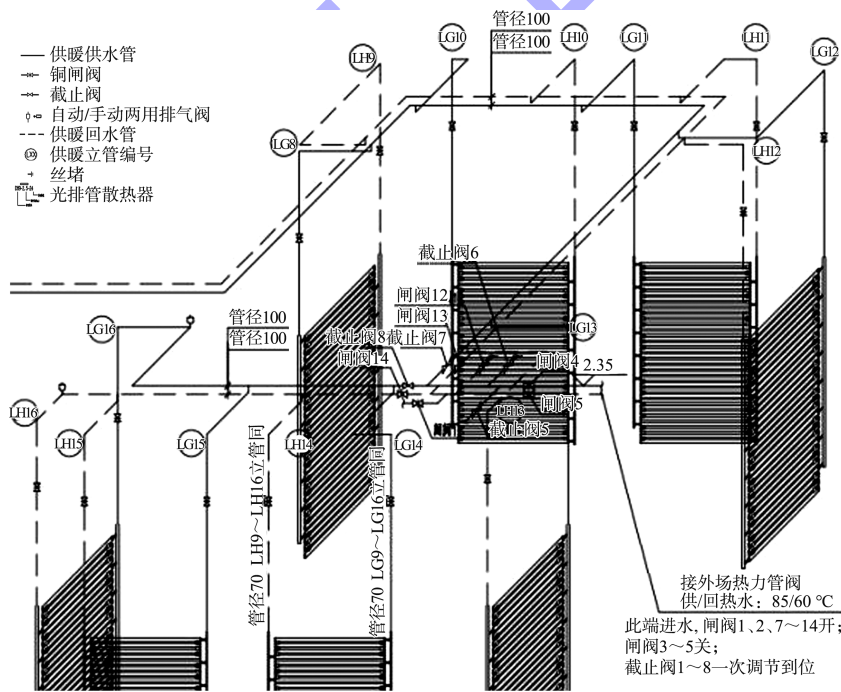 管径100
管径100
LH9
LG10
LH10
LG11
LH11
LG12
供暖供水管
铜闸阀
截止阀
自动/手动两用排气阀
供暖回水管
供暖立管编号
丝堵
光排管散热器
LG8
LH12
截止阀6
闸阀12
闸阀13
LG16
管径100
管径100
截止阀8
截止阀7
LG13
闸阀14
闸阀4
2.35
闸阀5
LH13
截止阀5
LH16
LH15
LG15
LH14
LG14
管径70 LH9～LH16立管同
管径70 LG9～LG16立管同
接外场热力管阀
供/回热水：85/60 ℃
此端进水, 闸阀1、2、7～14开；
闸阀3～5关；
截止阀1～8一次调节到位